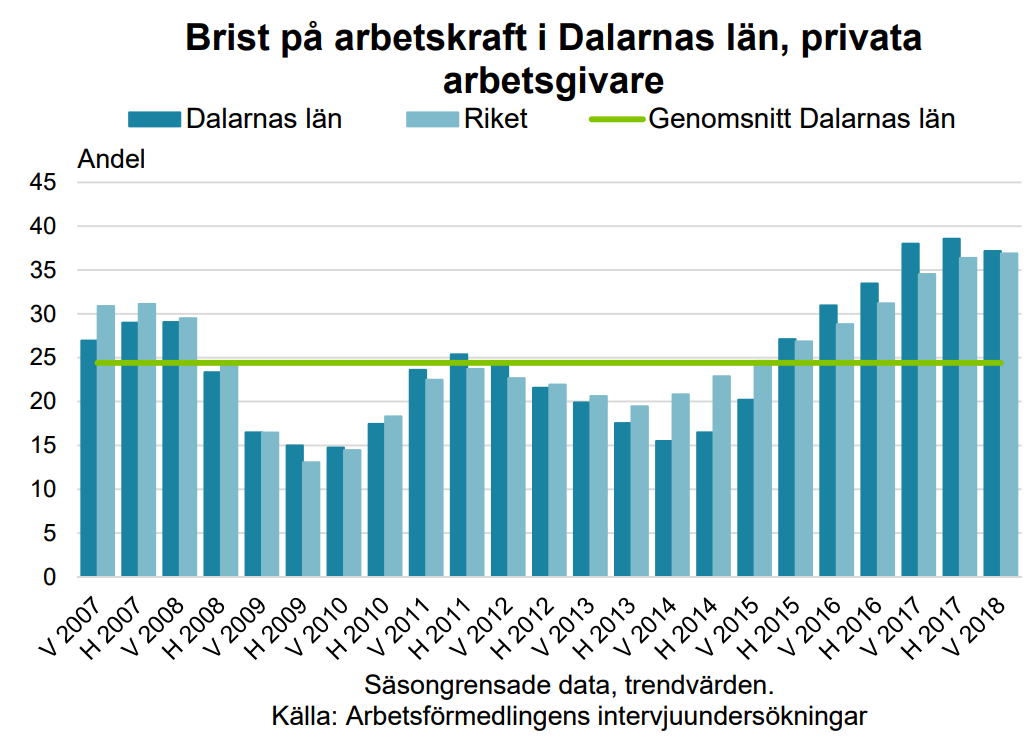 Brist på arbetskraft i Dalarnas län, privata
arbetsgivare
Dalarnas län Riket Genomsnitt Dalarnas län
Andel
45
40
35
30
25
20
15
10
5
0
V 2007 H 2007 V 2008 H 2008 V 2009 H 2009 V 2010 H 2010 V 2011 H 2011 V 2012 H 2012 V 2013 H 2013 V 2014 H 2014 V 2015 H 2015 V 2016 H 2016 V 2017 H 2017 V 2018
Säsongrensade data, trendvärden.
Källa: Arbetsförmedlingens intervjuundersökningar